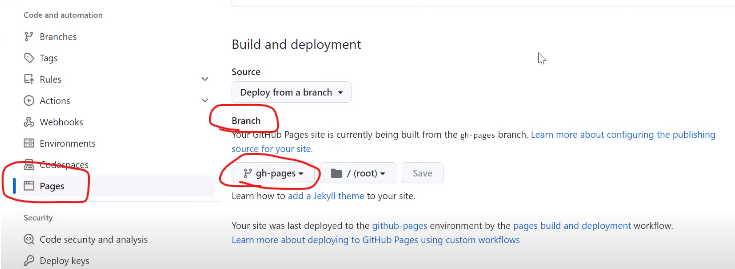 Code and automation
Branches
Tags
Rules
Actions
Webhooks
Environments
Codespaces
Pages
Security
Code security and analysis
Deploy keys
Build and deployment
Source
Deploy from a branch
Branch
Your GitHub Pages site is currently being built from the gh-pages branch. Learn more about configuring the publishing
source for your site.
gh-pages / (root) Save
Learn how to add a Jekyll theme to your site.
Your site was last deployed to the github-pages environment by the pages build and deployment workflow.
Learn more about deploying to GitHub Pages using custom workflows